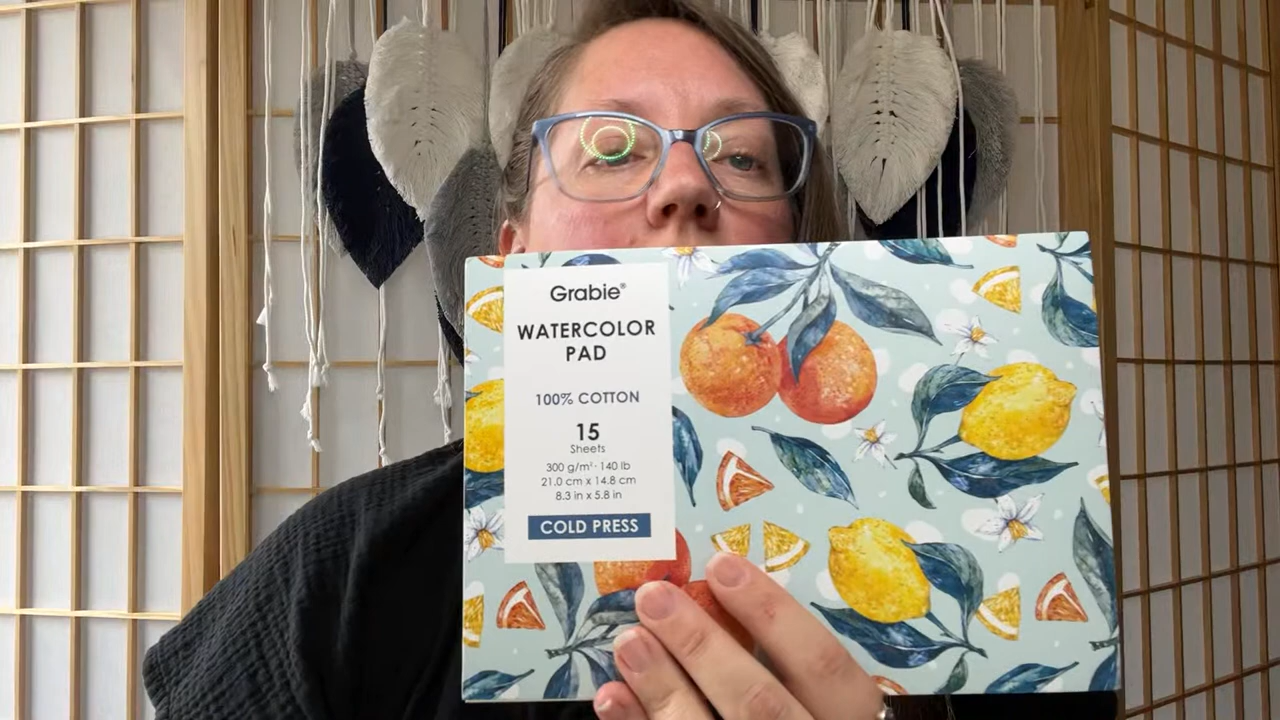 Grabie®
WATERCOLOR
PAD
100% COTTON
15
Sheets
300 g/m² · 140 lb
21.0 cm x 14.8 cm
8.3 in x 5.8 in
COLD PRESS